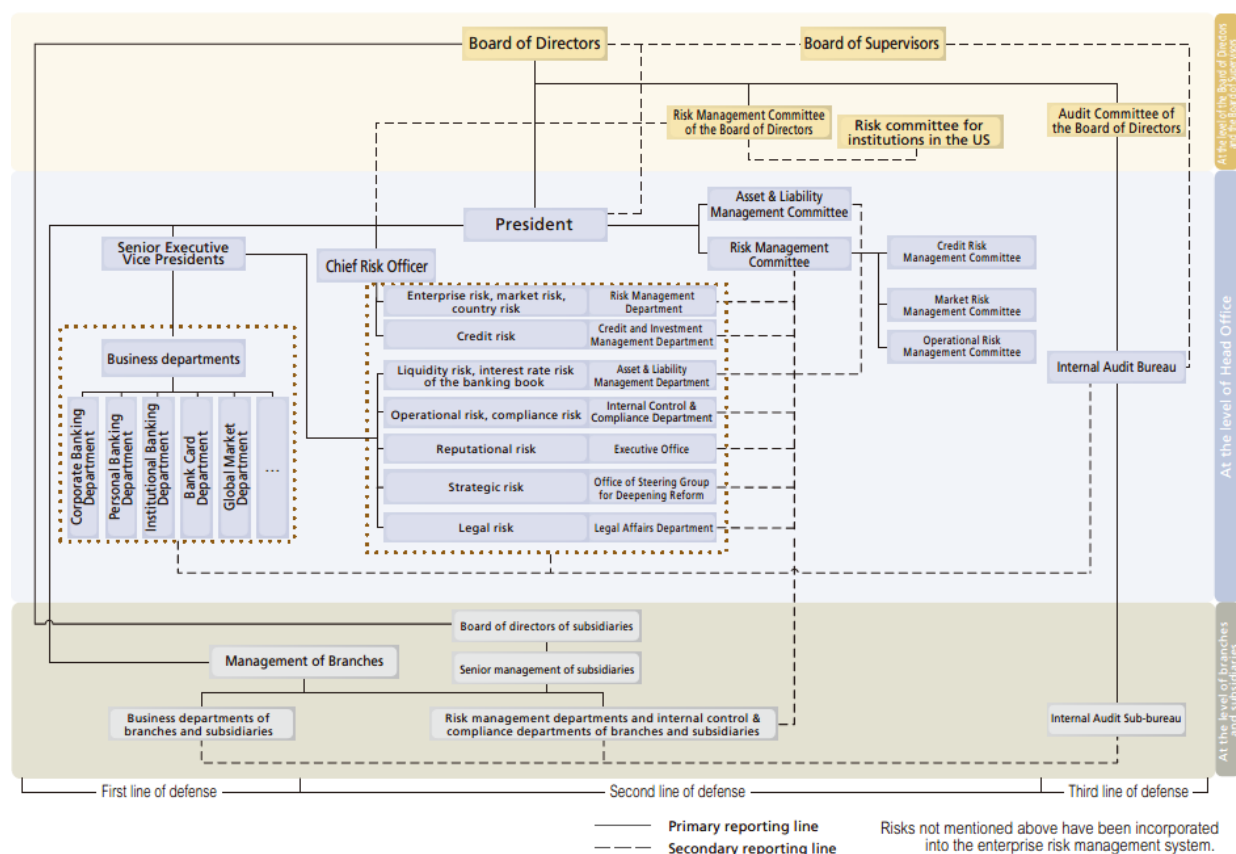 Board of Directors
Board of Supervisors
Risk Management Committee
of the Board of Directors
Risk committee for
institutions in the US
Audit Committee of
the Board of Directors
At the level of the Board of Directors
and the Board of Supervisors
President
Asset & Liability
Management Committee
Senior Executive
Vice Presidents
Chief Risk Officer
Risk Management
Committee
Credit Risk
Management Committee
Market Risk
Management Committee
Operational Risk
Management Committee
Enterprise risk, market risk,
country risk
Risk Management
Department
Credit risk
Credit and Investment
Management Department
Liquidity risk, interest rate risk
of the banking book
Asset & Liability
Management Department
Operational risk, compliance risk
Internal Control &
Compliance Department
Reputational risk
Executive Office
Strategic risk
Office of Steering Group
for Deepening Reform
Legal risk
Legal Affairs Department
Business departments
Corporate Banking
Department
Personal Banking
Department
Institutional Banking
Department
Bank Card
Department
Global Market
Department
...
Internal Audit Bureau
At the level of Head Office
Board of directors of subsidiaries
Management of Branches
Senior management of subsidiaries
Business departments of
branches and subsidiaries
Risk management departments and internal control &
compliance departments of branches and subsidiaries
Internal Audit Sub-bureau
At the level of branches
and subsidiaries
First line of defense
Second line of defense
Third line of defense
Primary reporting line
Secondary reporting line
Risks not mentioned above have been incorporated
into the enterprise risk management system.